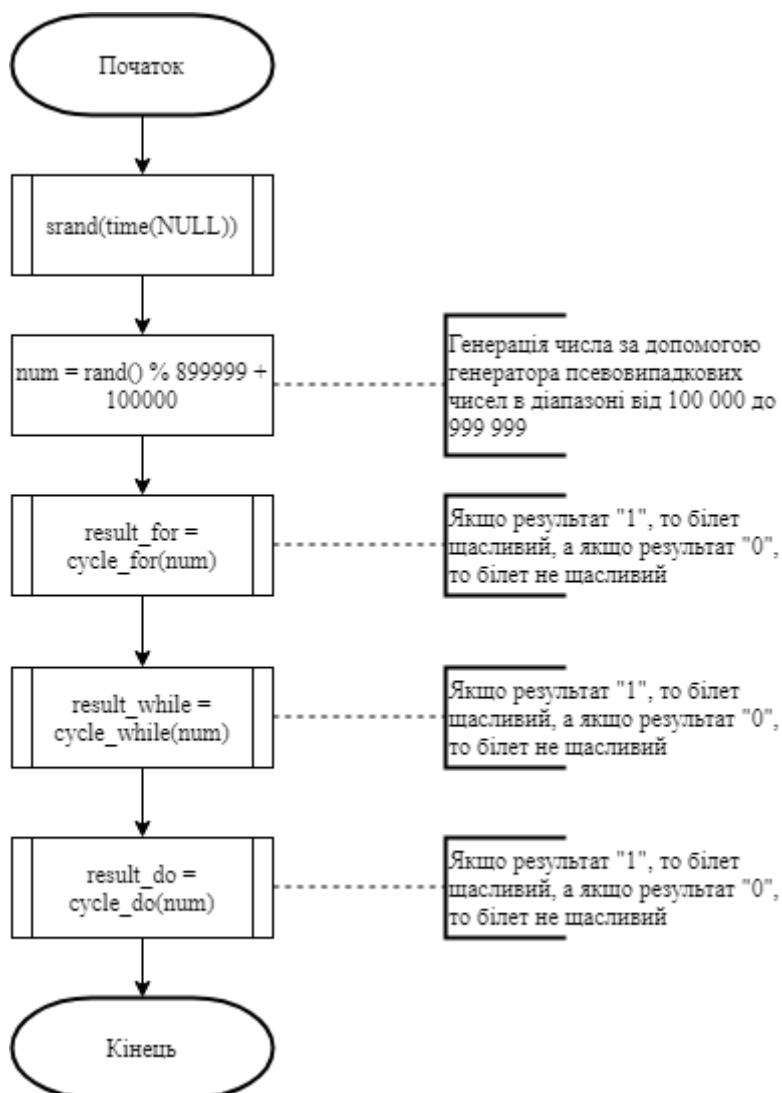 Початок
srand(time(NULL))
num = rand() % 899999 +
100000
Генерація числа за допомогою
генератора псевовипадкових
чисел в діапазоні від 100 000 до
999 999
result_for =
cycle_for(num)
Якщо результат "1", то білет
щасливий, а якщо результат "0",
то білет не щасливий
result_while =
cycle_while(num)
Якщо результат "1", то білет
щасливий, а якщо результат "0",
то білет не щасливий
result_do =
cycle_do(num)
Якщо результат "1", то білет
щасливий, а якщо результат "0",
то білет не щасливий
Кінець